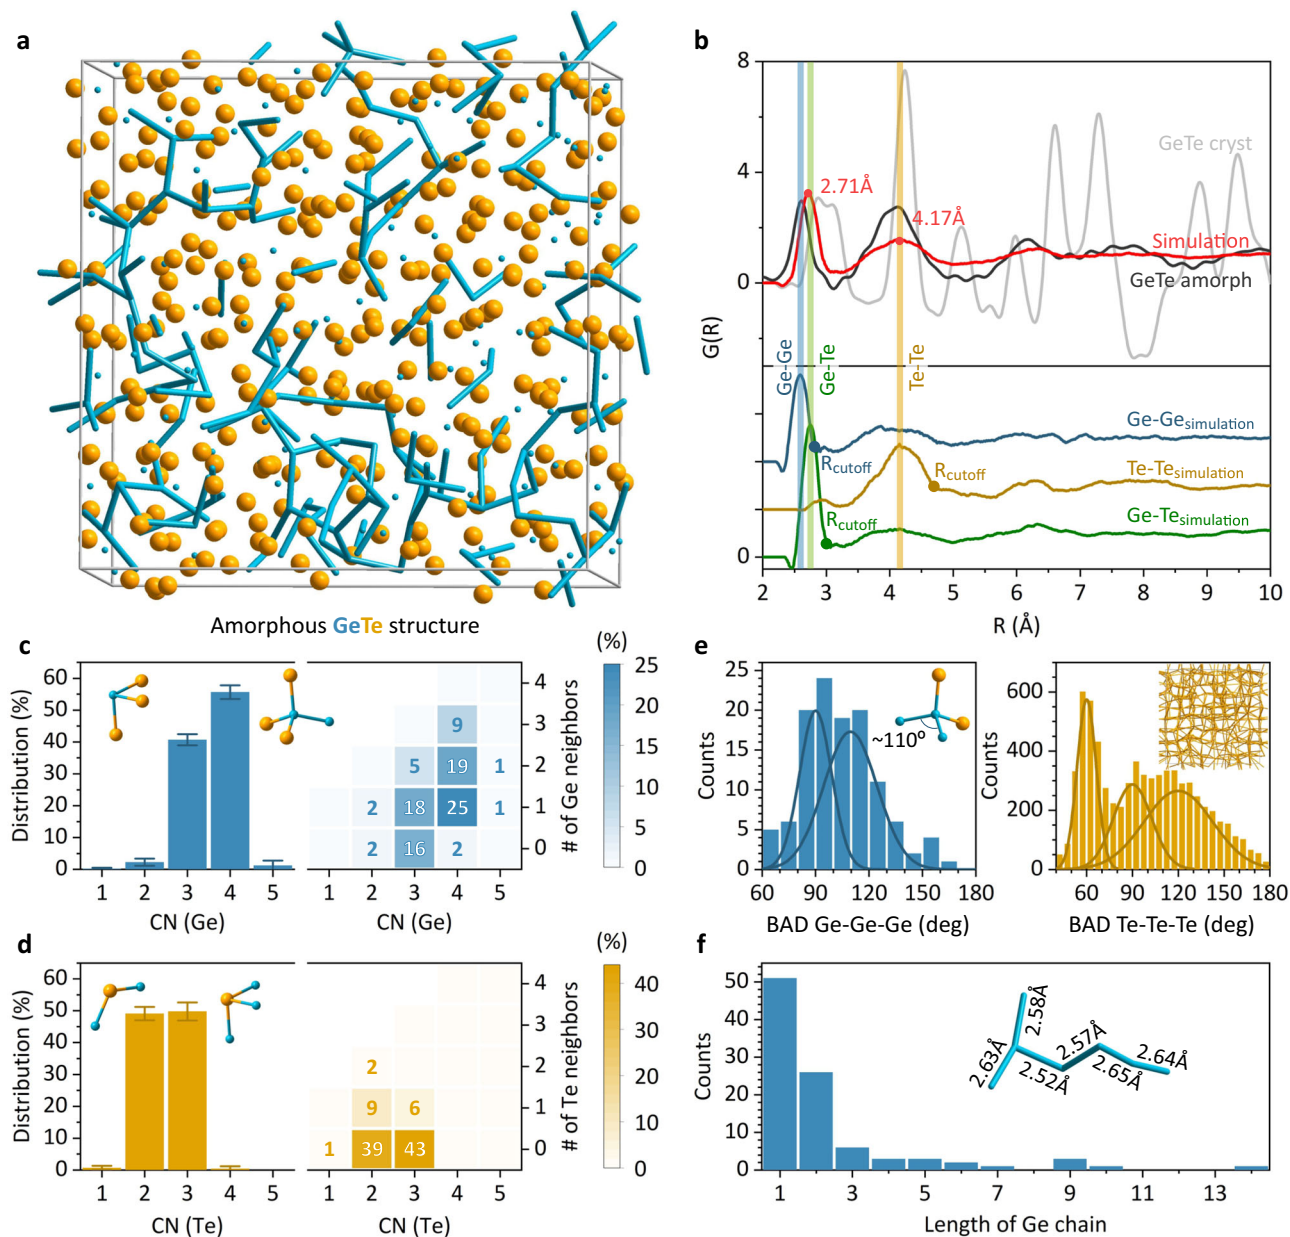 a
Amorphous GeTe structure
b
8
4
0
0
G(R)
2.71Å
4.17Å
GeTe cryst
Simulation
GeTe amorph
Ge-Ge
Ge-Te
Te-Te
Ge-Ge simulation
Rcutoff
Rcutoff
Te-Te simulation
Rcutoff
Ge-Te simulation
2 3 4 5 6 7 8 9 10
R (Å)
c
Distribution (%)
60
50
40
30
20
10
0
1 2 3 4 5
CN (Ge)
9
5 19 1
2 18 25 1
2 16 2
1 2 3 4 5
CN (Ge)
4
3
2
1
0
# of Ge neighbors
(%)
25
20
15
10
5
0
d
Distribution (%)
60
50
40
30
20
10
0
1 2 3 4 5
CN (Te)
2
9 6
1 39 43
1 2 3 4 5
CN (Te)
4
3
2
1
0
# of Te neighbors
(%)
40
30
20
10
0
e
Counts
25
20
15
10
5
0
~110º
60 90 120 150 180
BAD Ge-Ge-Ge (deg)
Counts
600
400
200
0
60 90 120 150 180
BAD Te-Te-Te (deg)
f
Counts
50
40
30
20
10
0
2.58Å
2.63Å
2.52Å
2.57Å
2.65Å
2.64Å
1 3 5 7 9 11 13
Length of Ge chain